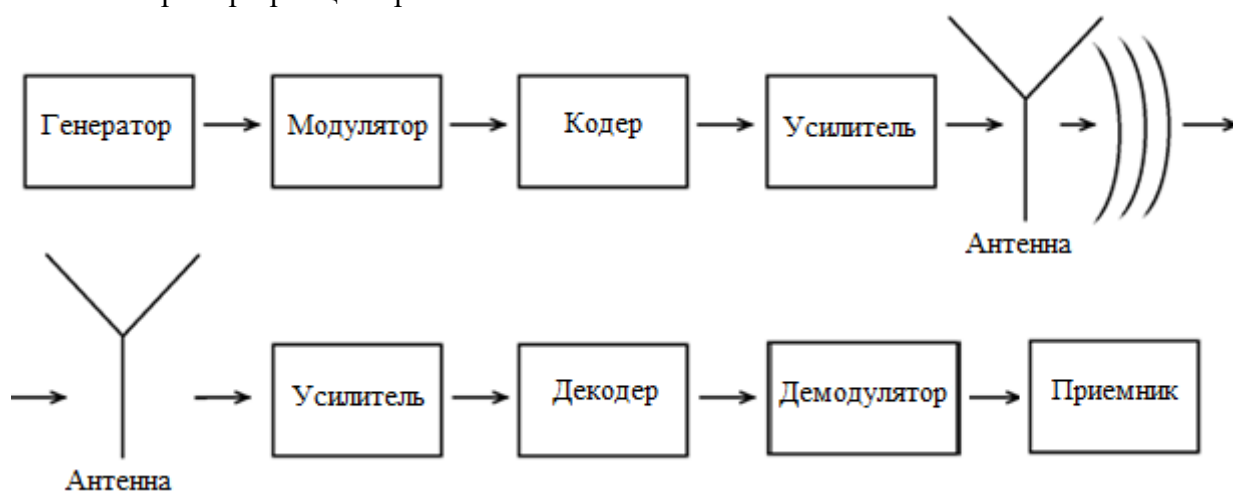 Генератор
Модулятор
Кодер
Усилитель
Антенна
Антенна
Усилитель
Декодер
Демодулятор
Приемник